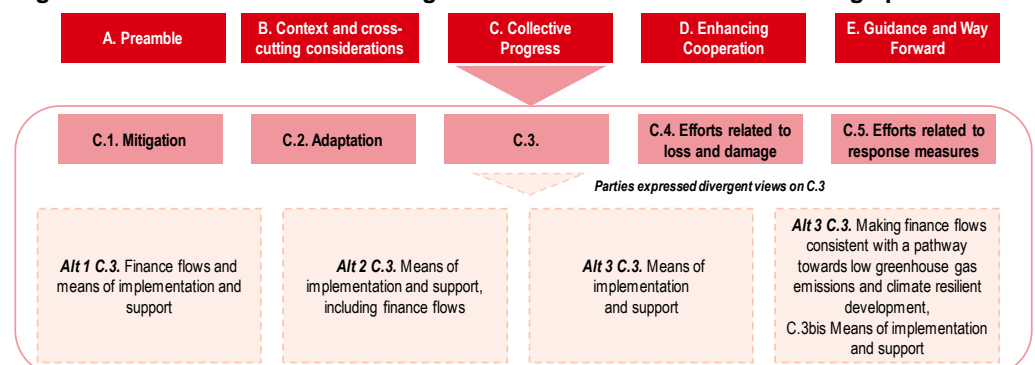 A. Preamble
B. Context and cross-
cutting considerations
C. Collective
Progress
D. Enhancing
Cooperation
E. Guidance and Way
Forward
C.1. Mitigation
C.2. Adaptation
C.3.
C.4. Efforts related to
loss and damage
C.5. Efforts related to
response measures
Parties expressed divergent views on C.3
Alt 1 C.3. Finance flows and
means of implementation and
support
Alt 2 C.3. Means of
implementation and support,
including finance flows
Alt 3 C.3. Means of
implementation
and support
Alt 3 C.3. Making finance flows
consistent with a pathway
towards low greenhouse gas
emissions and climate resilient
development,
C.3bis Means of implementation
and support